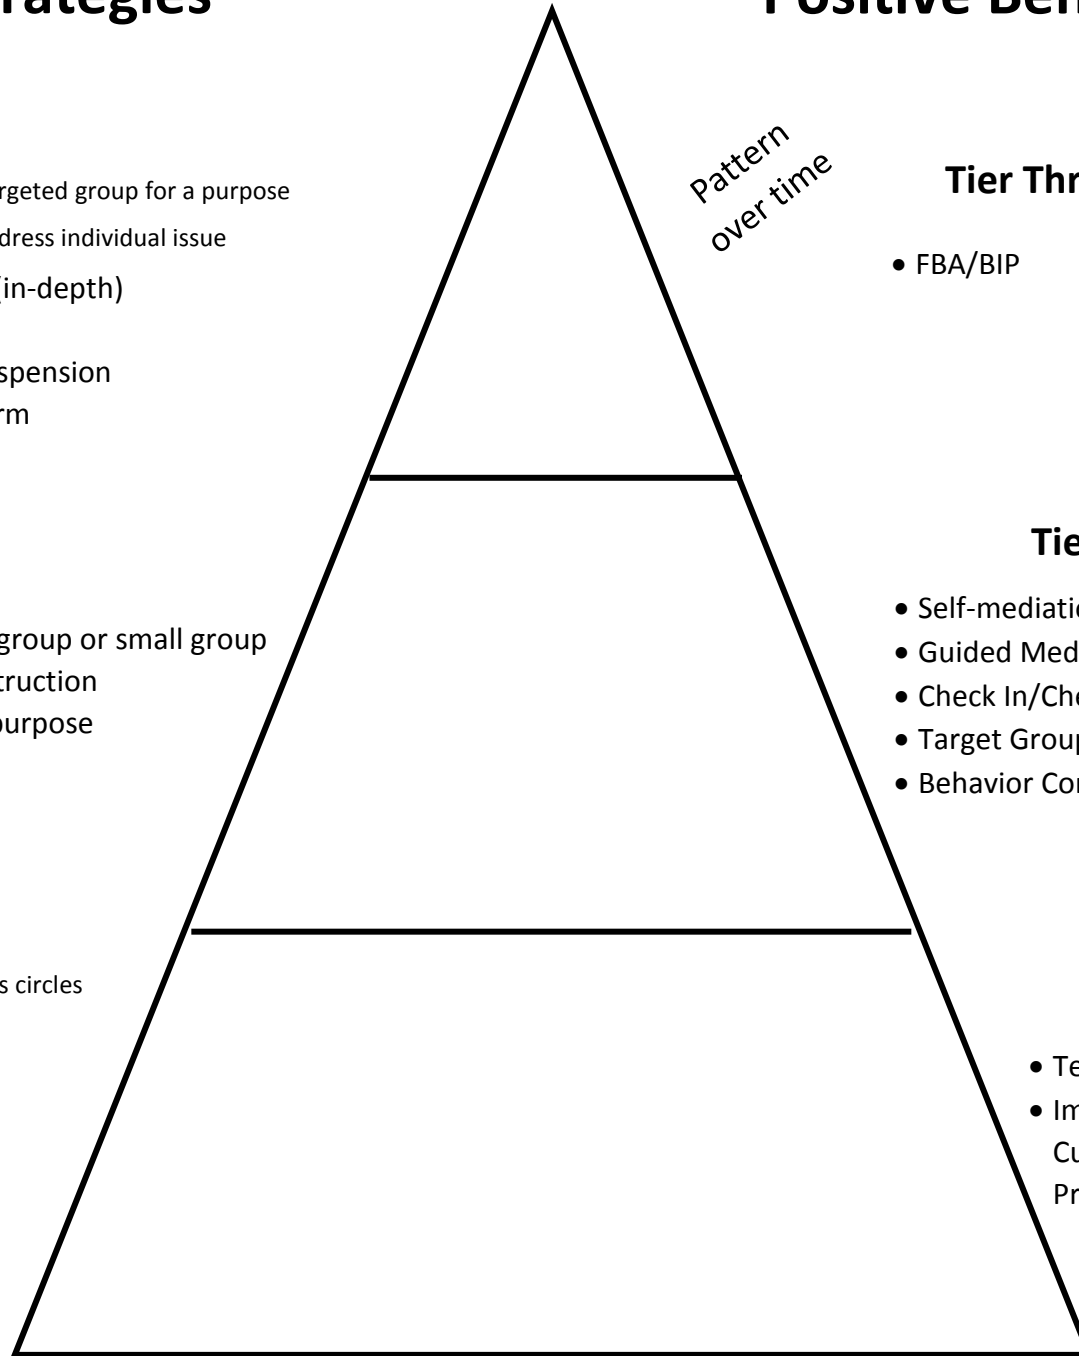 rategies
Positive Beh
Pattern
over time
rgeted group for a purpose
dress individual issue
(in-depth)
spension
rm
Tier Thr
• FBA/BIP
group or small group
truction
purpose
Tie
• Self-mediati
• Guided Med
• Check In/Che
• Target Group
• Behavior Cor
s circles
• Te
• Im
Cu
Pr